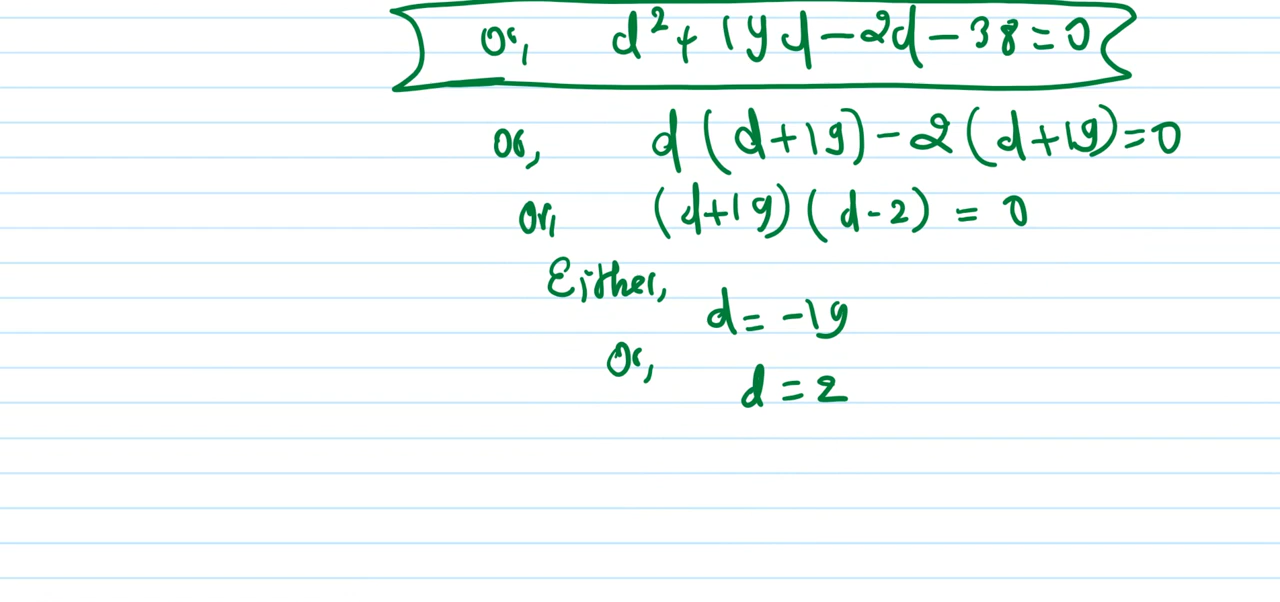 Or, d² + 19d - 2d - 38 = 0
Or, d(d+19) - 2(d+19) = 0
Or, (d+19)(d-2) = 0
Either,
d = -19
Or,
d = 2